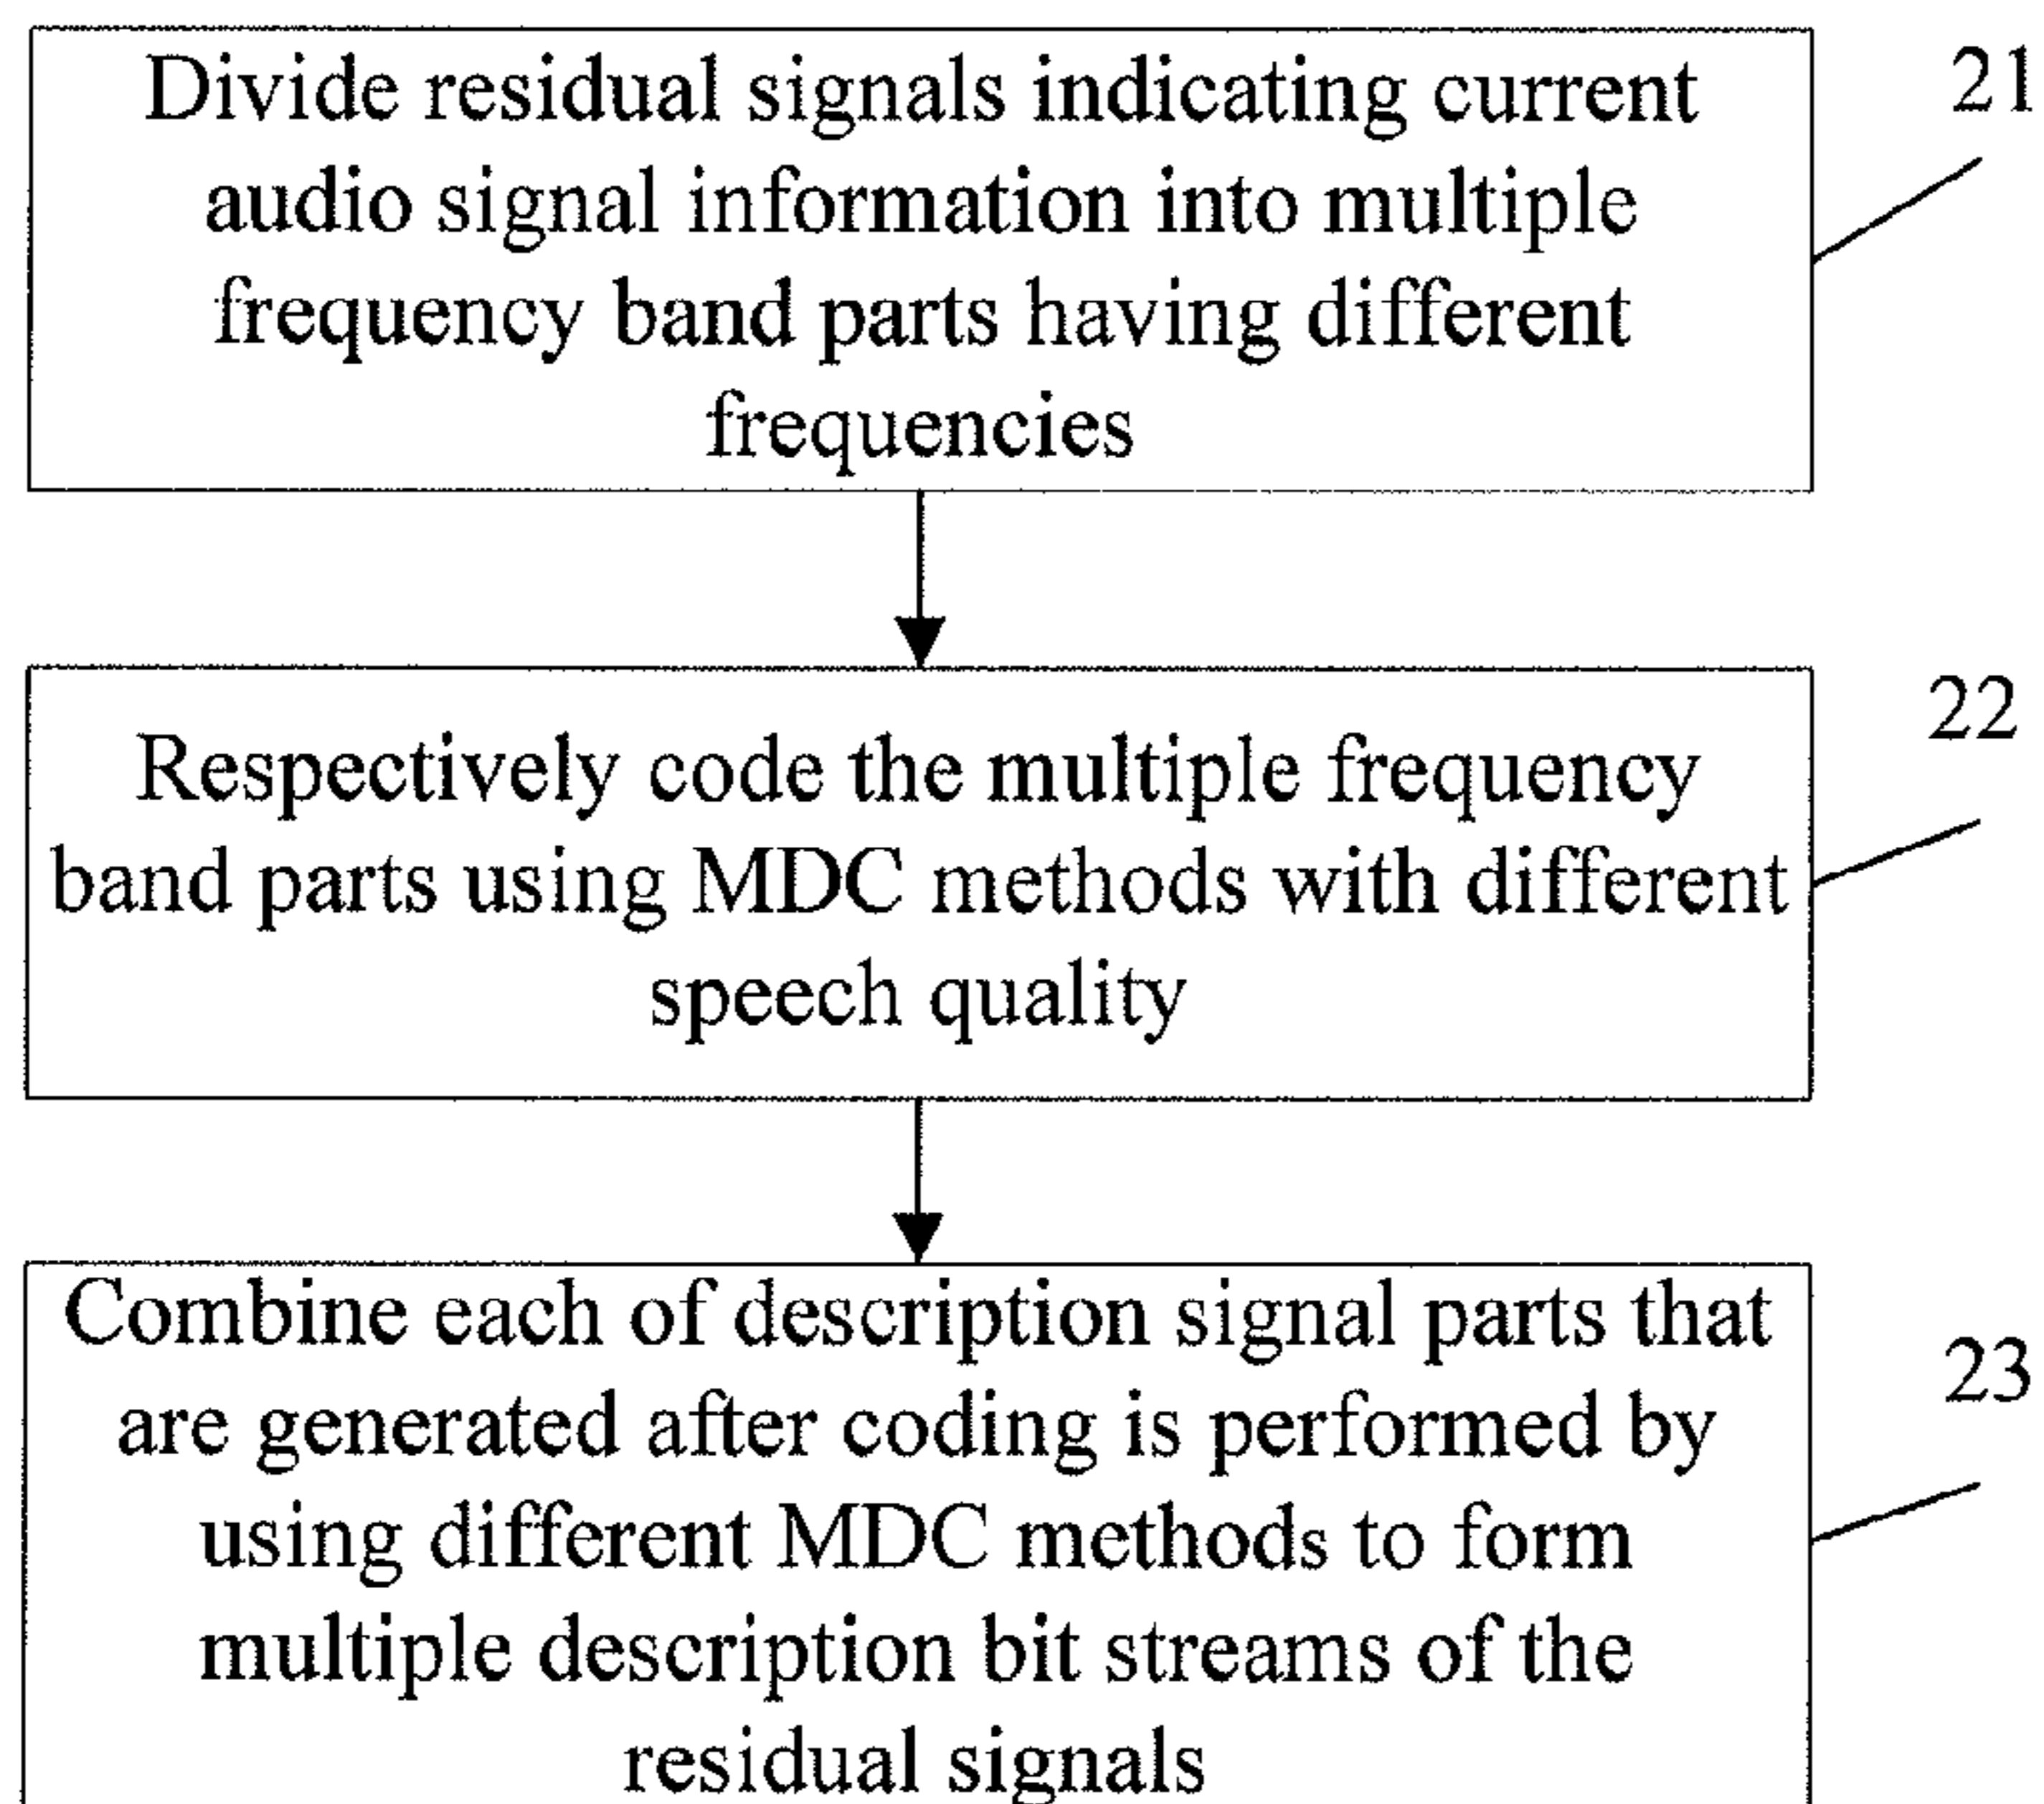 Divide residual signals indicating current
audio signal information into multiple
frequency band parts having different
frequencies
21
Respectively code the multiple frequency
band parts using MDC methods with different
speech quality
22
Combine each of description signal parts that
are generated after coding is performed by
using different MDC methods to form
multiple description bit streams of the
residual signals
23